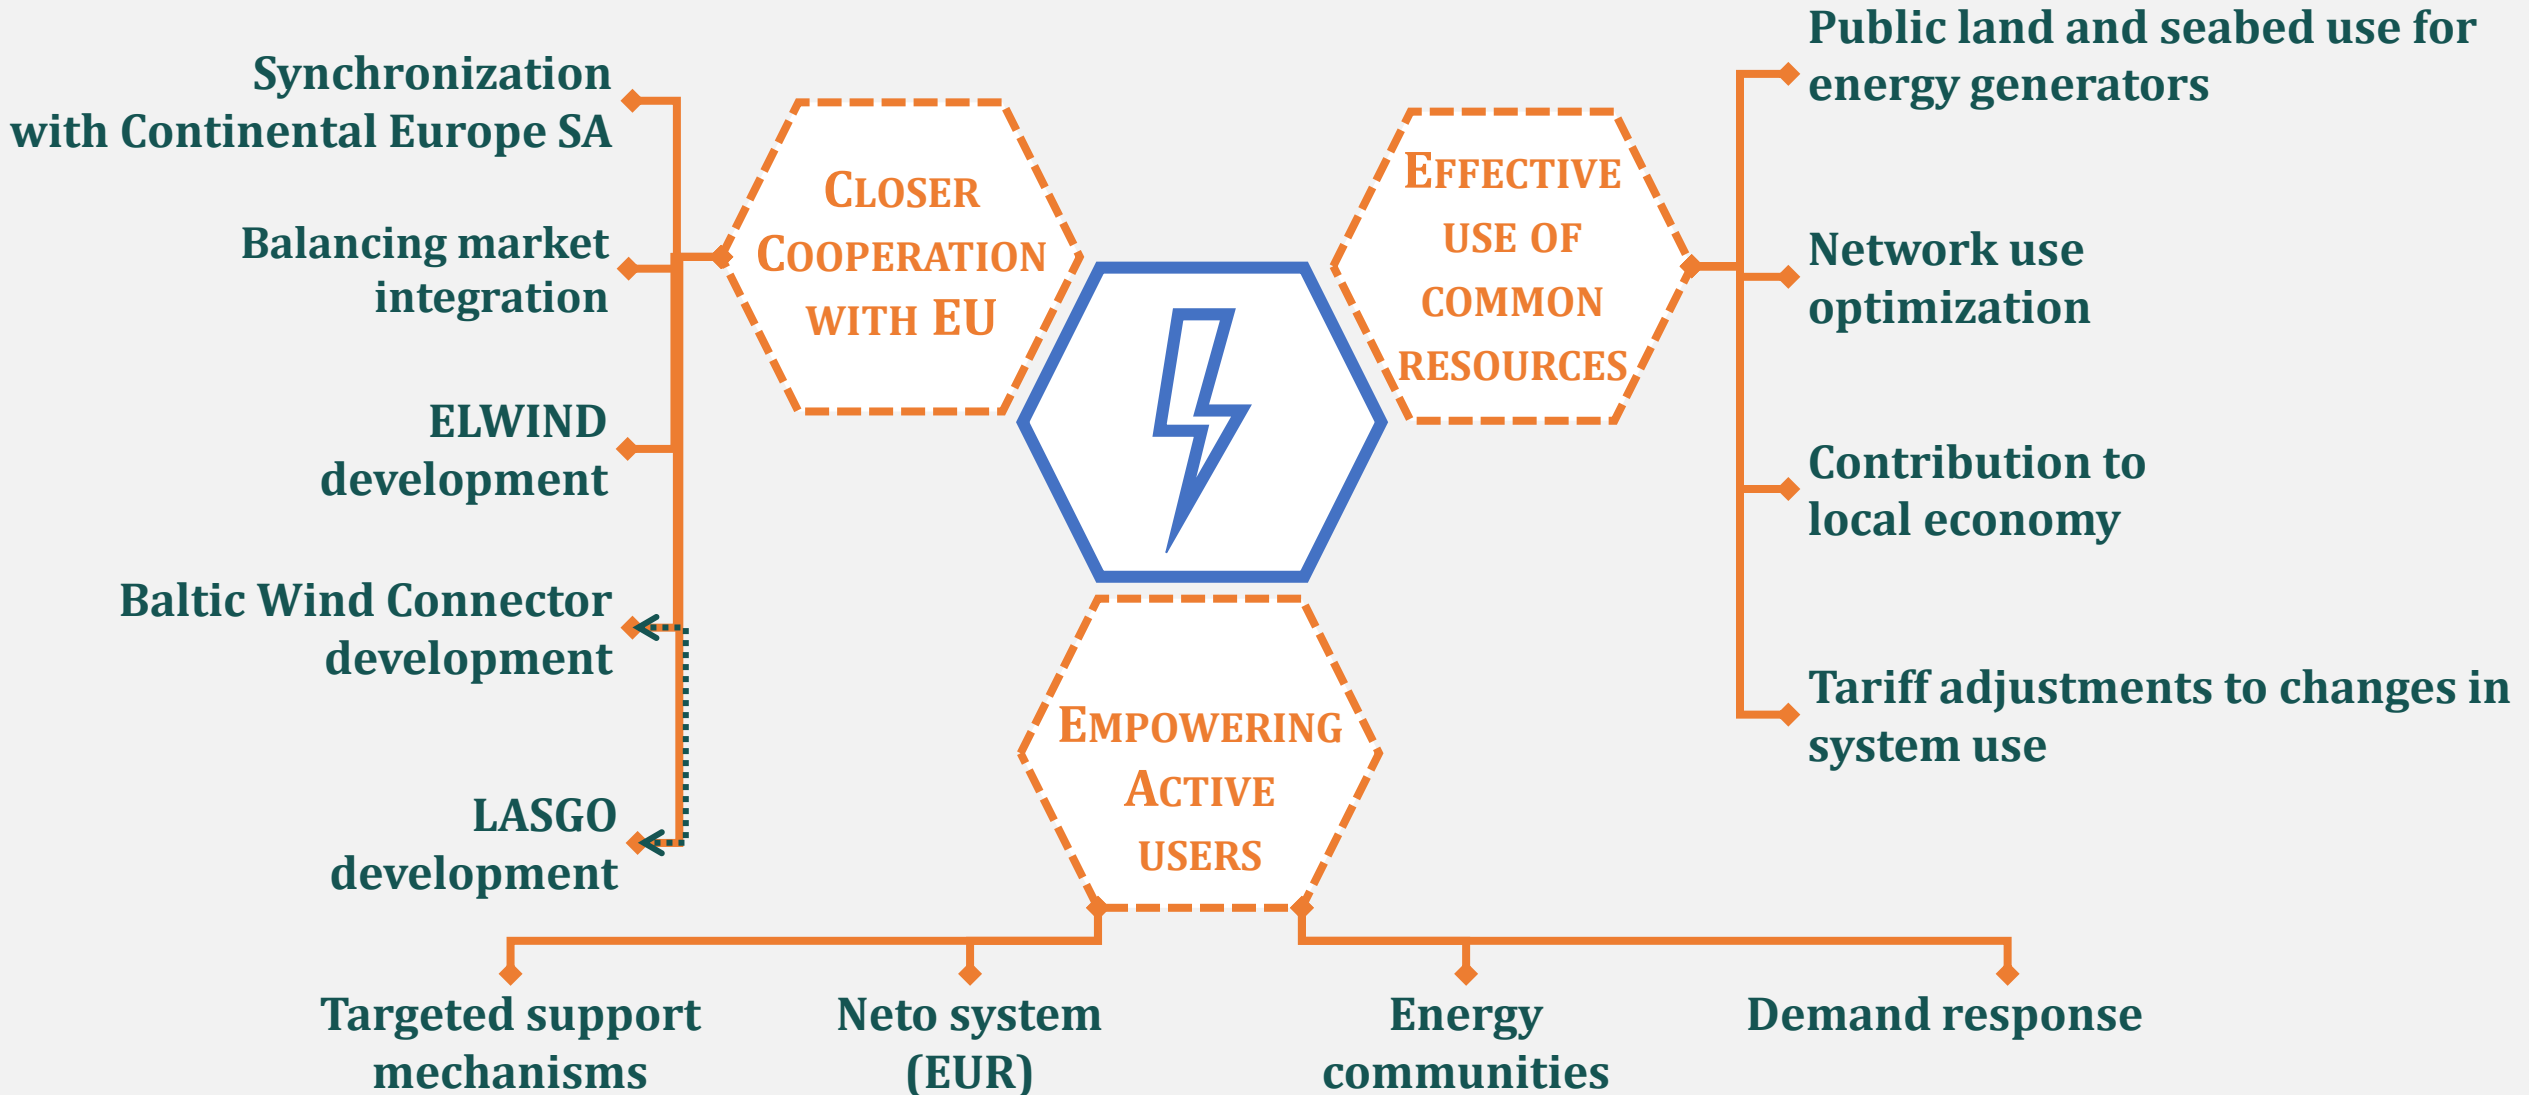 Synchronization
with Continental Europe SA
Balancing market
integration
ELWIND
development
Baltic Wind Connector
development
LASGO
development
CLOSER
COOPERATION
WITH EU
EFFECTIVE
USE OF
COMMON
RESOURCES
EMPOWERING
ACTIVE
USERS
Public land and seabed use for
energy generators
Network use
optimization
Contribution to
local economy
Tariff adjustments to changes in
system use
Targeted support
mechanisms
Neto system
(EUR)
Energy
communities
Demand response